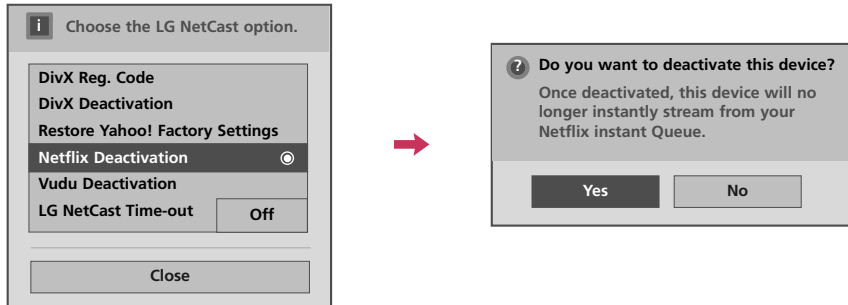 i Choose the LG NetCast option.
DivX Reg. Code
DivX Deactivation
Restore Yahoo! Factory Settings
Netflix Deactivation
Vudu Deactivation
LG NetCast Time-out Off
Close
? Do you want to deactivate this device?
Once deactivated, this device will no
longer instantly stream from your
Netflix instant Queue.
Yes No